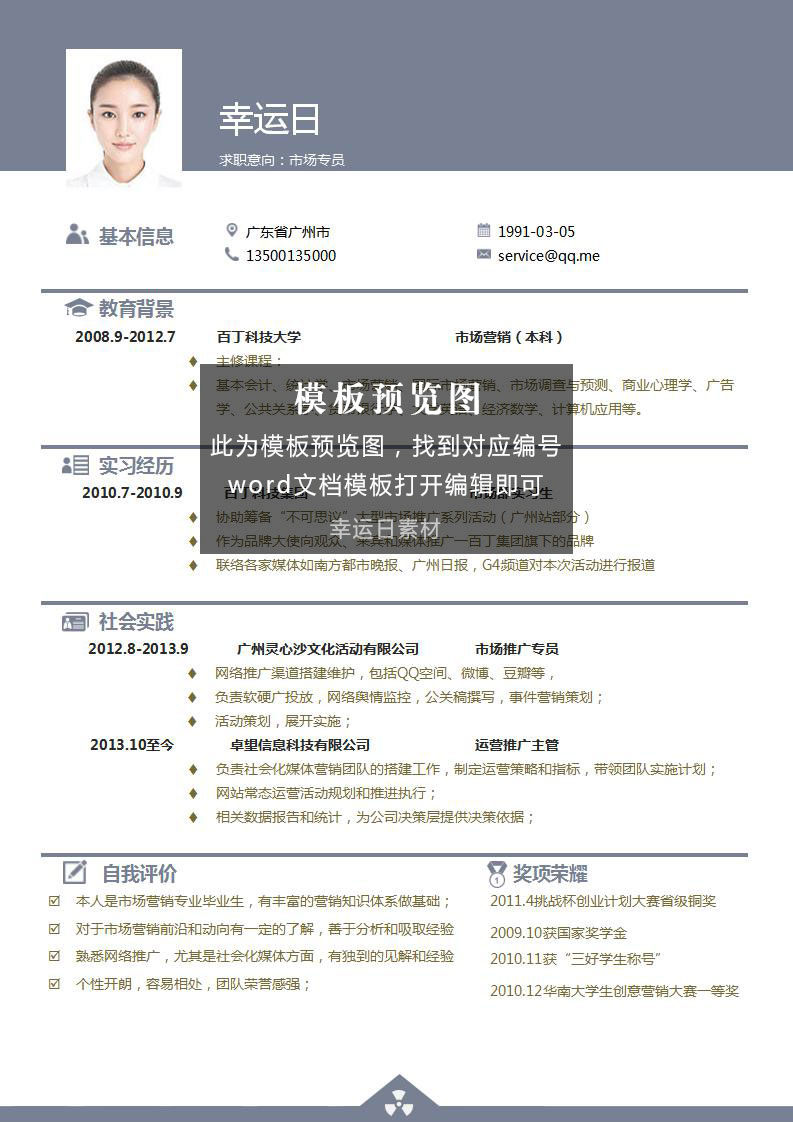 幸运日
求职意向：市场专员
基本信息
广东省广州市
1991-03-05
13500135000
service@qq.me
教育背景
2008.9-2012.7 百丁科技大学 市场营销（本科）
主修课程：
基本会计、统 市场营销、国际市场营销、市场调查与预测、商业心理学、广告
学、公共关系 经济数学、计算机应用等。
模板预览图
此为模板预览图，找到对应编号
word文档模板打开编辑即可
幸运日素材
实习经历
2010.7-2010.9 百丁科技集团 市场部实习生
协助筹备“不可思议”大型市场推广系列活动（广州站部分）
作为品牌大使向观众、来宾和媒体推广一百丁集团旗下的品牌
联络各家媒体如南方都市晚报、广州日报，G4频道对本次活动进行报道
社会实践
2012.8-2013.9 广州灵心沙文化活动有限公司 市场推广专员
网络推广渠道搭建维护，包括QQ空间、微博、豆瓣等，
负责软硬广投放，网络舆情监控，公关稿撰写，事件营销策划；
活动策划，展开实施；
2013.10至今 卓望信息科技有限公司 运营推广主管
负责社会化媒体营销团队的搭建工作，制定运营策略和指标，带领团队实施计划；
网站常态运营活动规划和推进执行；
相关数据报告和统计，为公司决策层提供决策依据；
自我评价
本人是市场营销专业毕业生，有丰富的营销知识体系做基础；
对于市场营销前沿和动向有一定的了解，善于分析和吸取经验
熟悉网络推广，尤其是社会化媒体方面，有独到的见解和经验
个性开朗，容易相处，团队荣誉感强；
奖项荣耀
1
2011.4挑战杯创业计划大赛省级铜奖
2009.10获国家奖学金
2010.11获“三好学生称号”
2010.12华南大学生创意营销大赛一等奖